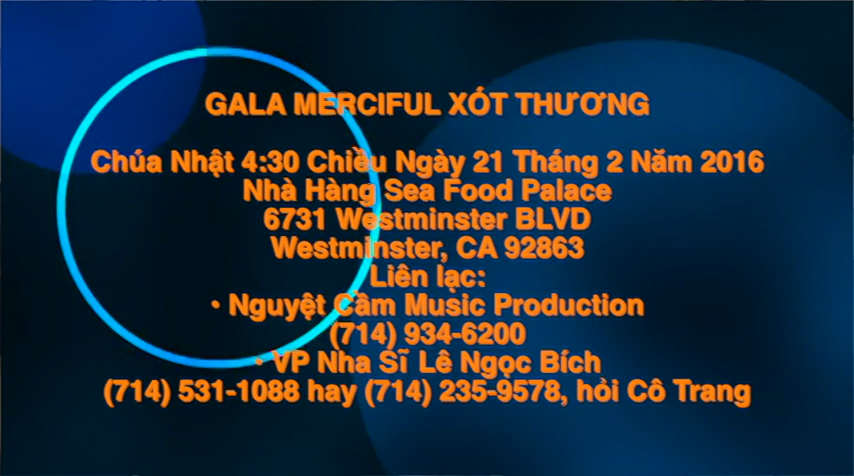 GALA MERCIFUL XÓT THƯƠNG
Chúa Nhật 4:30 Chiều Ngày 21 Tháng 2 Năm 2016
Nhà Hàng Sea Food Palace
6731 Westminster BLVD
Westminster, CA 92863
Liên lạc:
• Nguyệt Cầm Music Production
(714) 934-6200
• VP Nha Sĩ Lê Ngọc Bích
(714) 531-1088 hay (714) 235-9578, hỏi Cô Trang